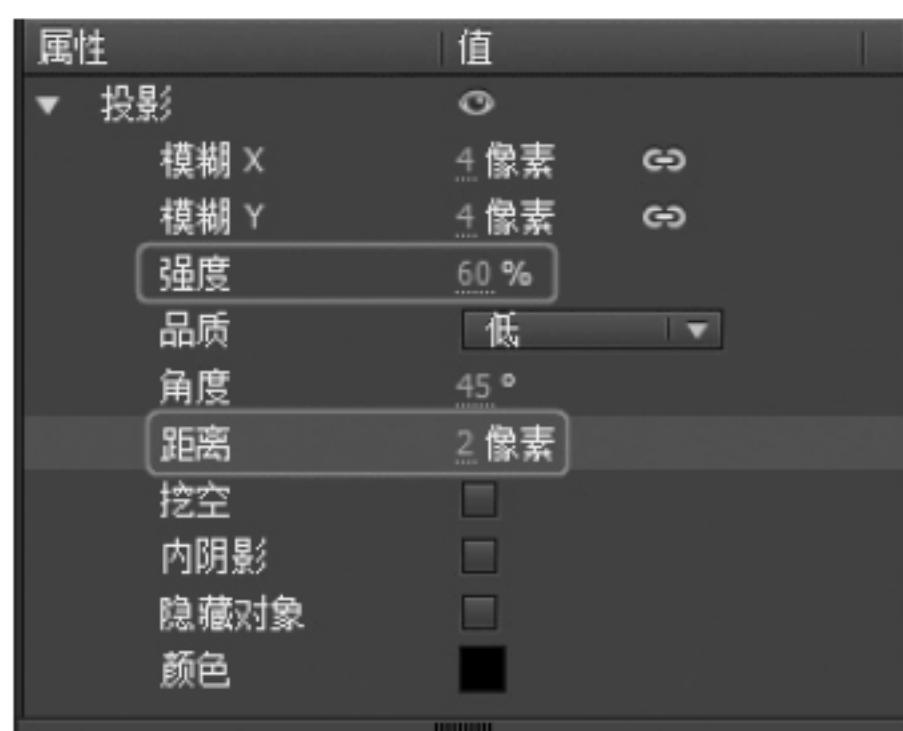 属性 值
投影
模糊 X 4 像素
模糊 Y 4 像素
强度 60 %
品质 低
角度 45 °
距离 2 像素
挖空
内阴影
隐藏对象
颜色